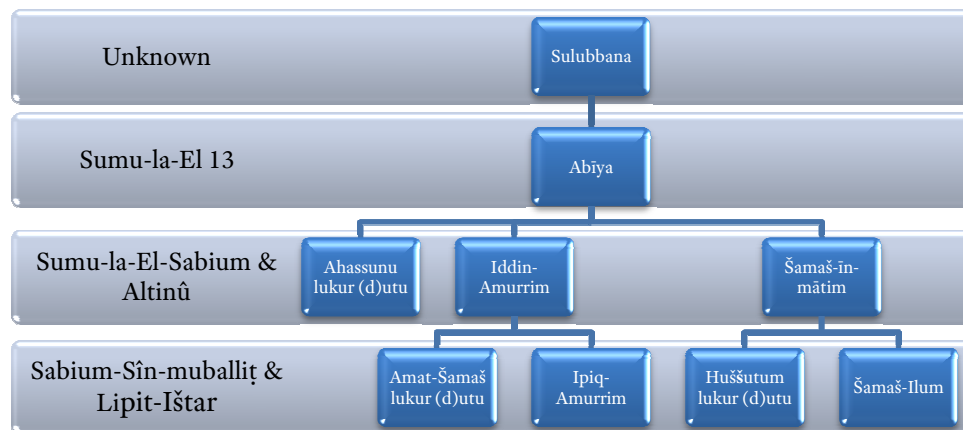 Unknown
Sulubbana
Sumu-la-El 13
Abīya
Sumu-la-El-Sabium &
Altinû
Ahassunu
lukur (d)utu
Iddin-
Amurrim
Šamaš-īn-
mātim
Sabium-Sîn-muballiṭ &
Lipit-Ištar
Amat-Šamaš
lukur (d)utu
Ipiq-
Amurrim
Huššutum
lukur (d)utu
Šamaš-Ilum